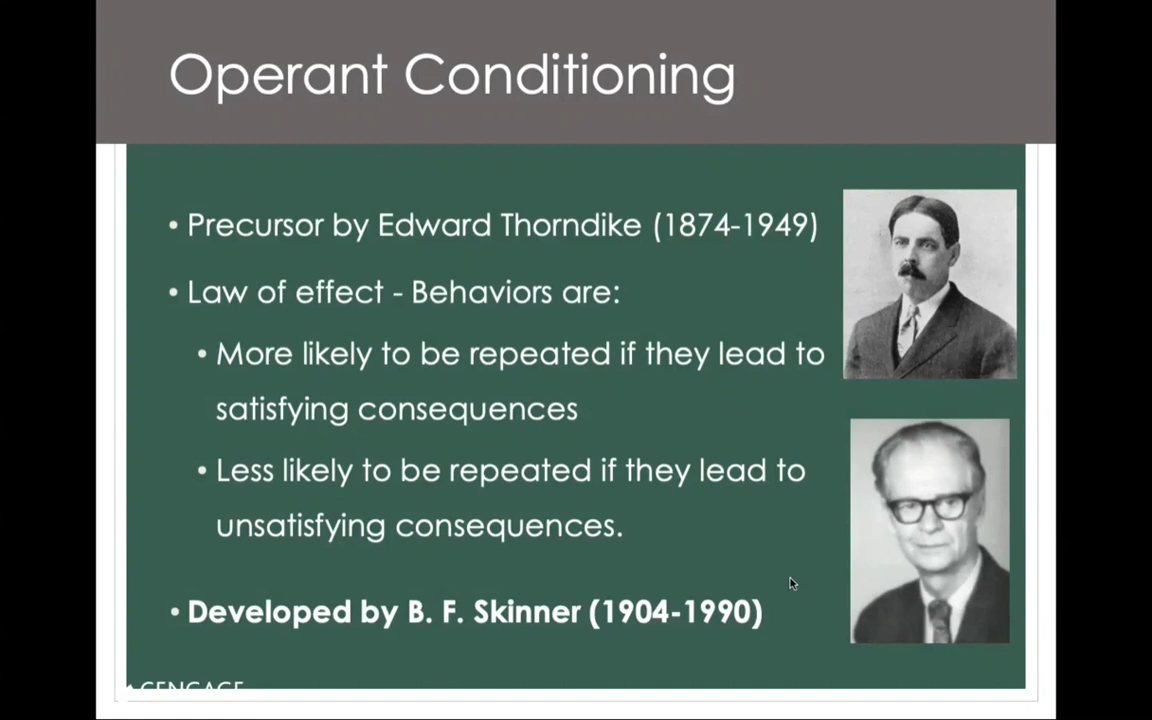 Operant Conditioning
• Precursor by Edward Thorndike (1874-1949)
• Law of effect - Behaviors are:
• More likely to be repeated if they lead to
satisfying consequences
• Less likely to be repeated if they lead to
unsatisfying consequences.
• Developed by B. F. Skinner (1904-1990)
CENGAGE